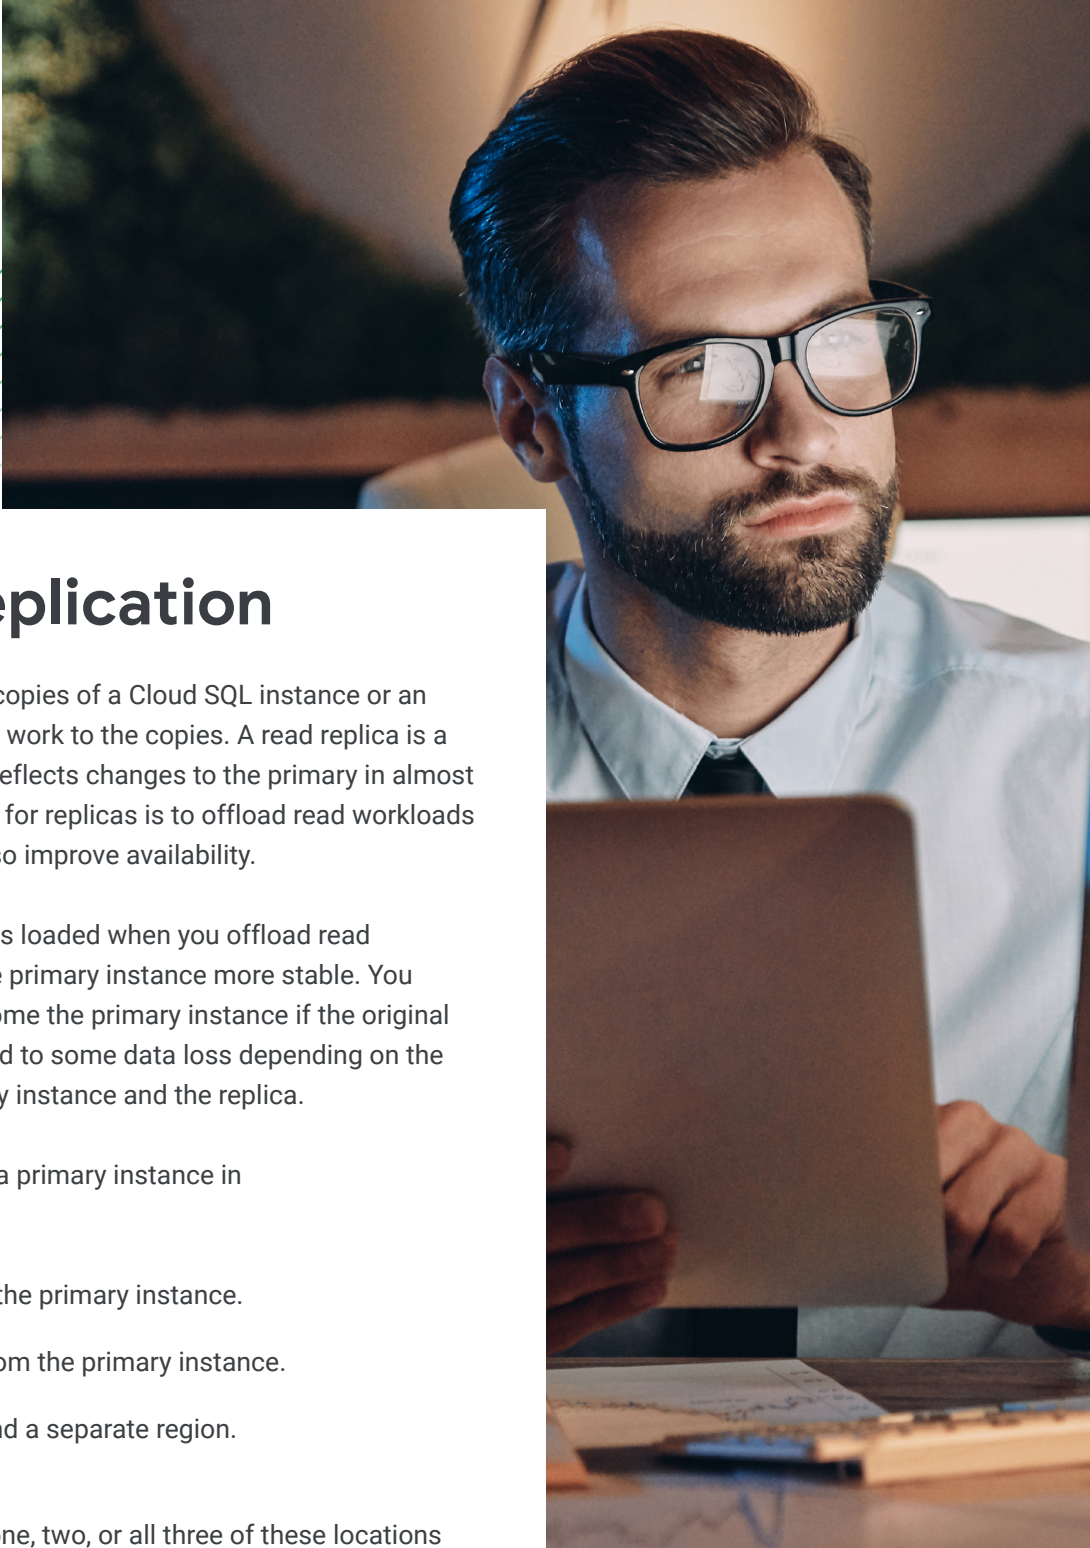 eplication
copies of a Cloud SQL instance or an
work to the copies. A read replica is a
eflects changes to the primary in almost
for replicas is to offload read workloads
so improve availability.
s loaded when you offload read
primary instance more stable. You
ome the primary instance if the original
d to some data loss depending on the
y instance and the replica.
a primary instance in
the primary instance.
om the primary instance.
nd a separate region.
one, two, or all three of these locations